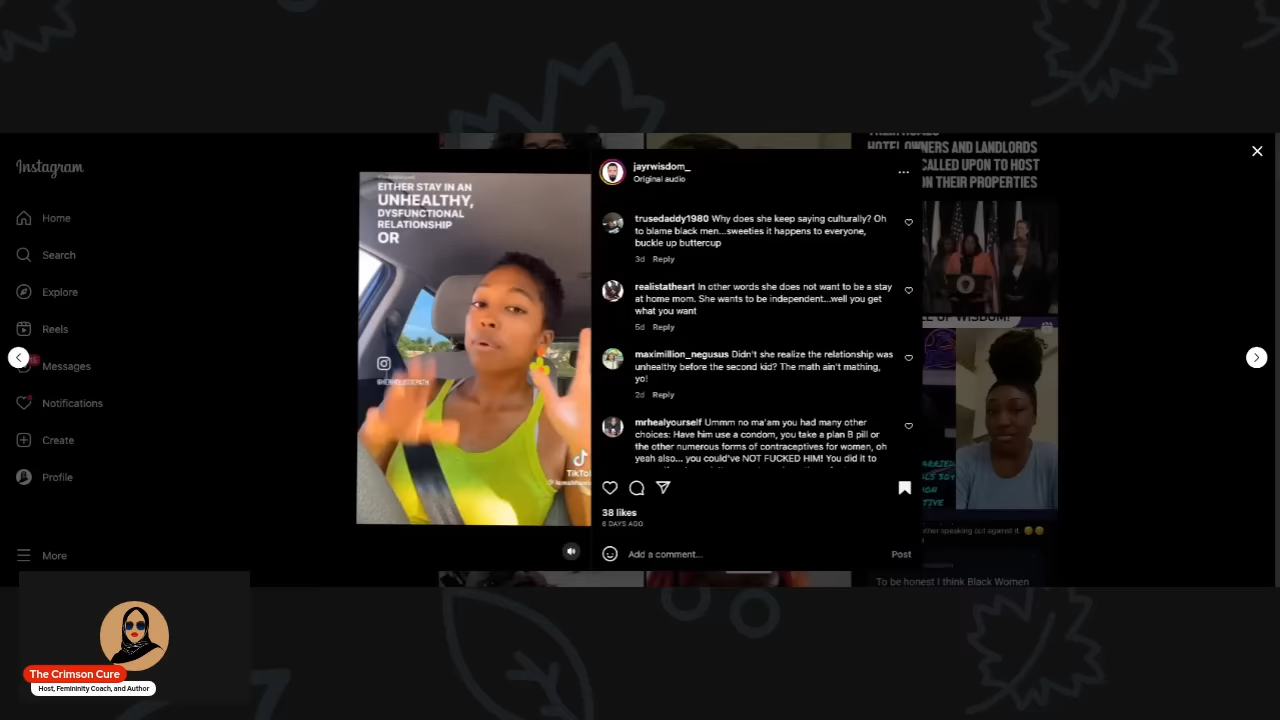 Instagram
Home
Search
Explore
Reels
Messages
Notifications
Create
Profile
More
EITHER STAY IN AN
UNHEALTHY,
DYSFUNCTIONAL
RELATIONSHIP
OR
TikTo
jayrwisdom_
Original audio
trusedaddy1980 Why does she keep saying culturally? Oh
to blame black men...sweeties it happens to everyone,
buckle up buttercup
3d Reply
realistatheart In other words she does not want to be a stay
at home mom. She wants to be independent...well you get
what you want
5d Reply
maximillion_negusus Didn't she realize the relationship was
unhealthy before the second kid? The math ain't mathing,
yo!
2d Reply
mrhealyourself Ummm no ma'am you had many other
choices: Have him use a condom, you take a plan B pill or
the other numerous forms of contraceptives for women, oh
yeah also... you could've NOT FUCKED HIM! You did it to
38 likes
6 DAYS AGO
Add a comment...
Post
HOTEL OWNERS AND LANDLORDS
CALLED UPON TO HOST
ON THEIR PROPERTIES
OF WISDOM!
ther speaking out against it.
To be honest I think Black Women
The Crimson Cure
Host, Femininity Coach, and Author